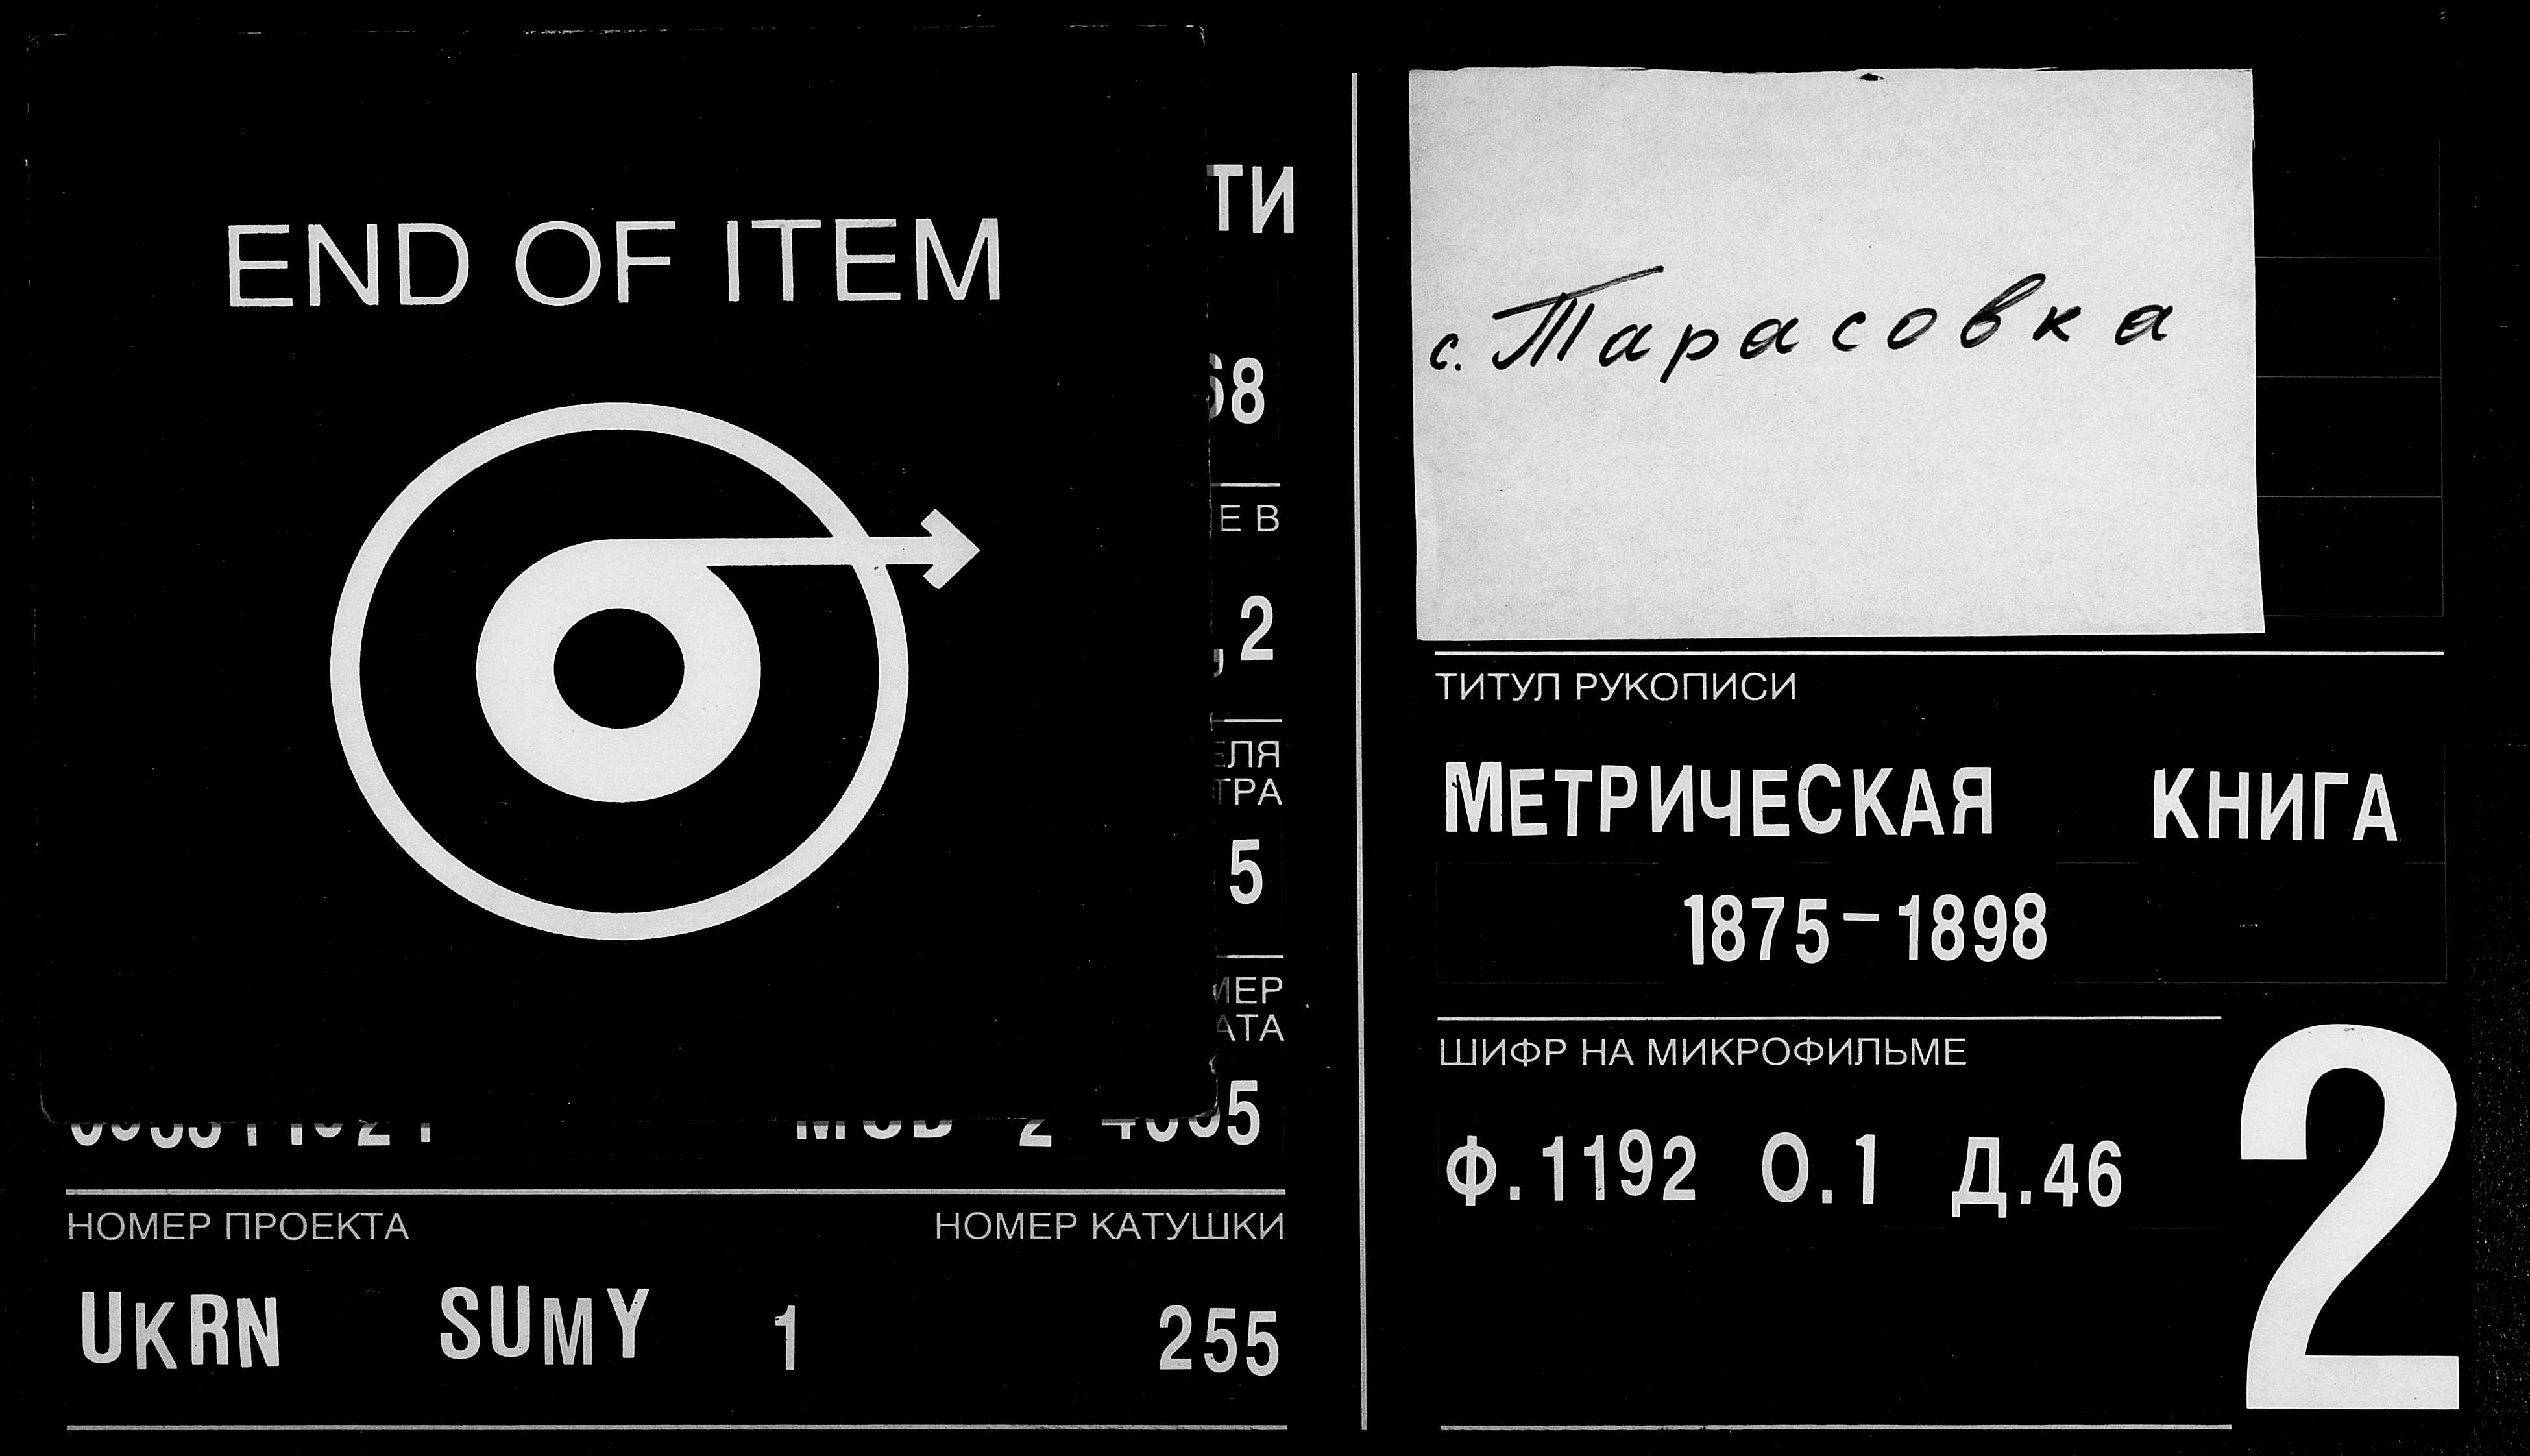 END OF ITEM
ТИ
68
Е В
,2
ЕЛЯ
ТРА
5
МЕР
АТА
5
НОМЕР ПРОЕКТА НОМЕР КАТУШКИ
UKRN SUMY 1 255
с. Тарасовка
ТИТУЛ РУКОПИСИ
МЕТРИЧЕСКАЯ КНИГА
1875-1898
ШИФР НА МИКРОФИЛЬМЕ
Ф.1192 О.1 Д.46
2